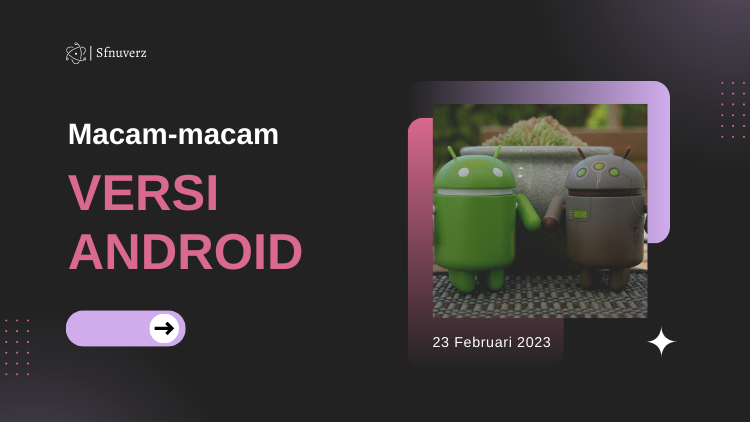 | Sfnuverz
Macam-macam
VERSI
ANDROID
23 Februari 2023